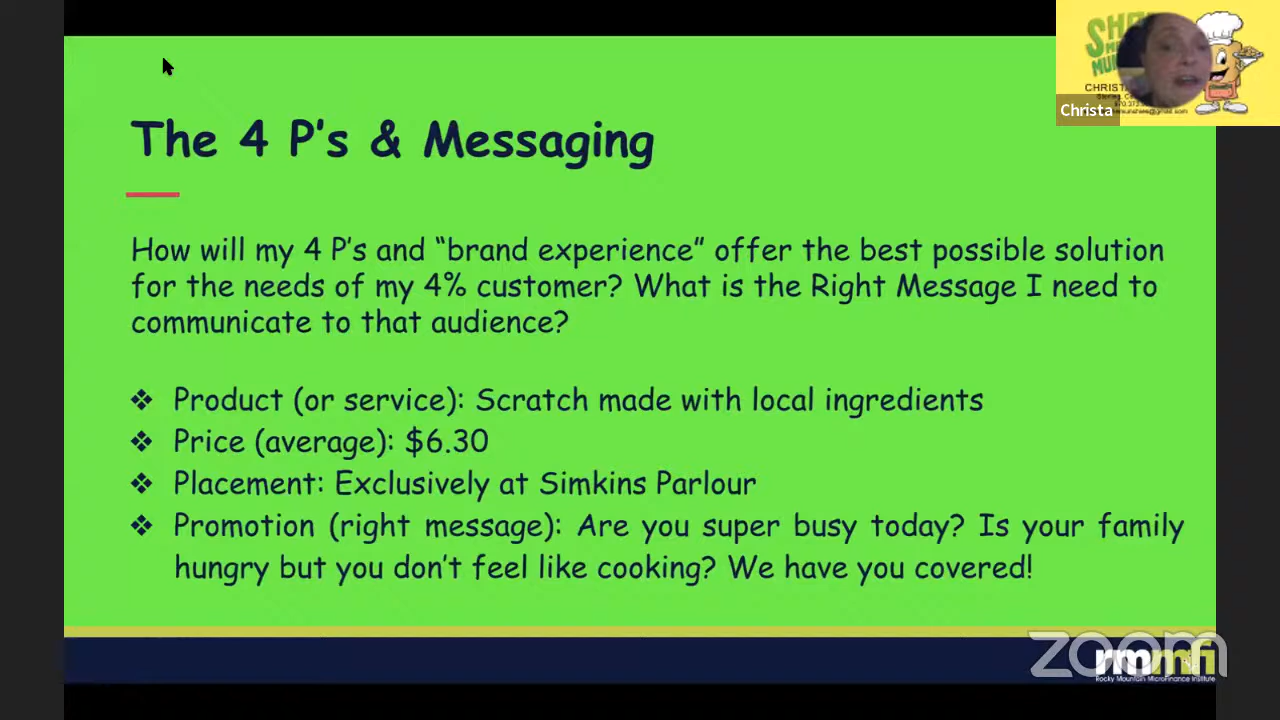 The 4 P's & Messaging
How will my 4 P's and “brand experience” offer the best possible solution
for the needs of my 4% customer? What is the Right Message I need to
communicate to that audience?
❖ Product (or service): Scratch made with local ingredients
❖ Price (average): $6.30
❖ Placement: Exclusively at Simkins Parlour
❖ Promotion (right message): Are you super busy today? Is your family
hungry but you don't feel like cooking? We have you covered!
Christa
zoom
rmmfi
Rocky Mountain MicroFinance Institute